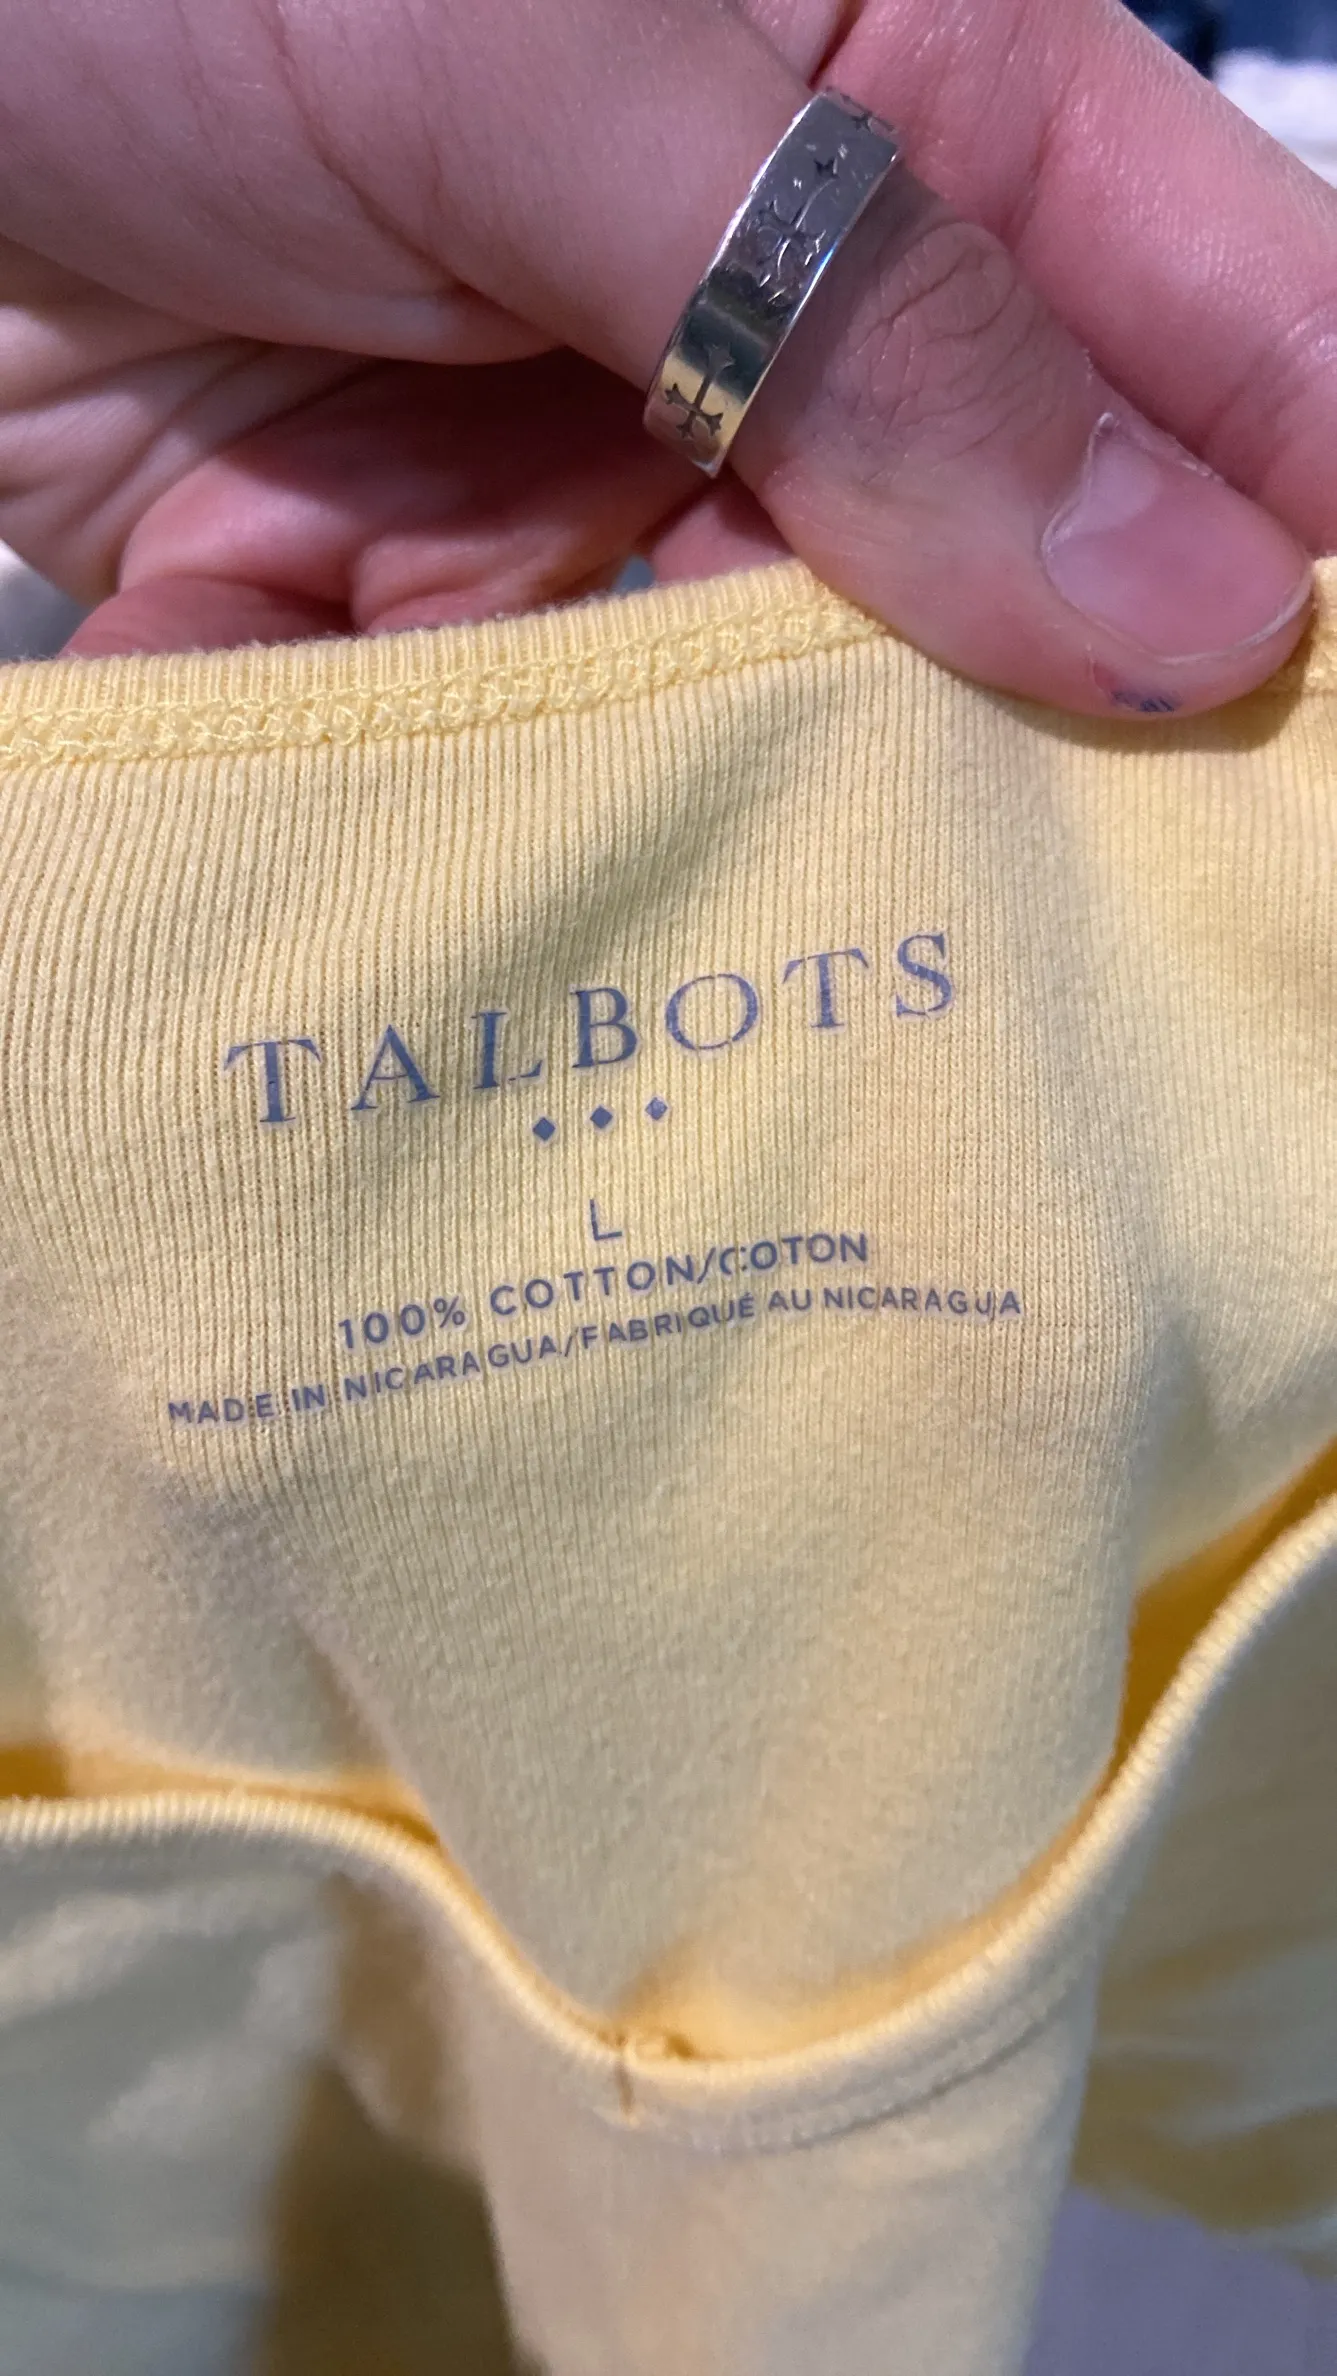 TALBOTS
L
100% COTTON/COTON
MADE IN NICARAGUA/FABRIQUÉ AU NICARAGUA